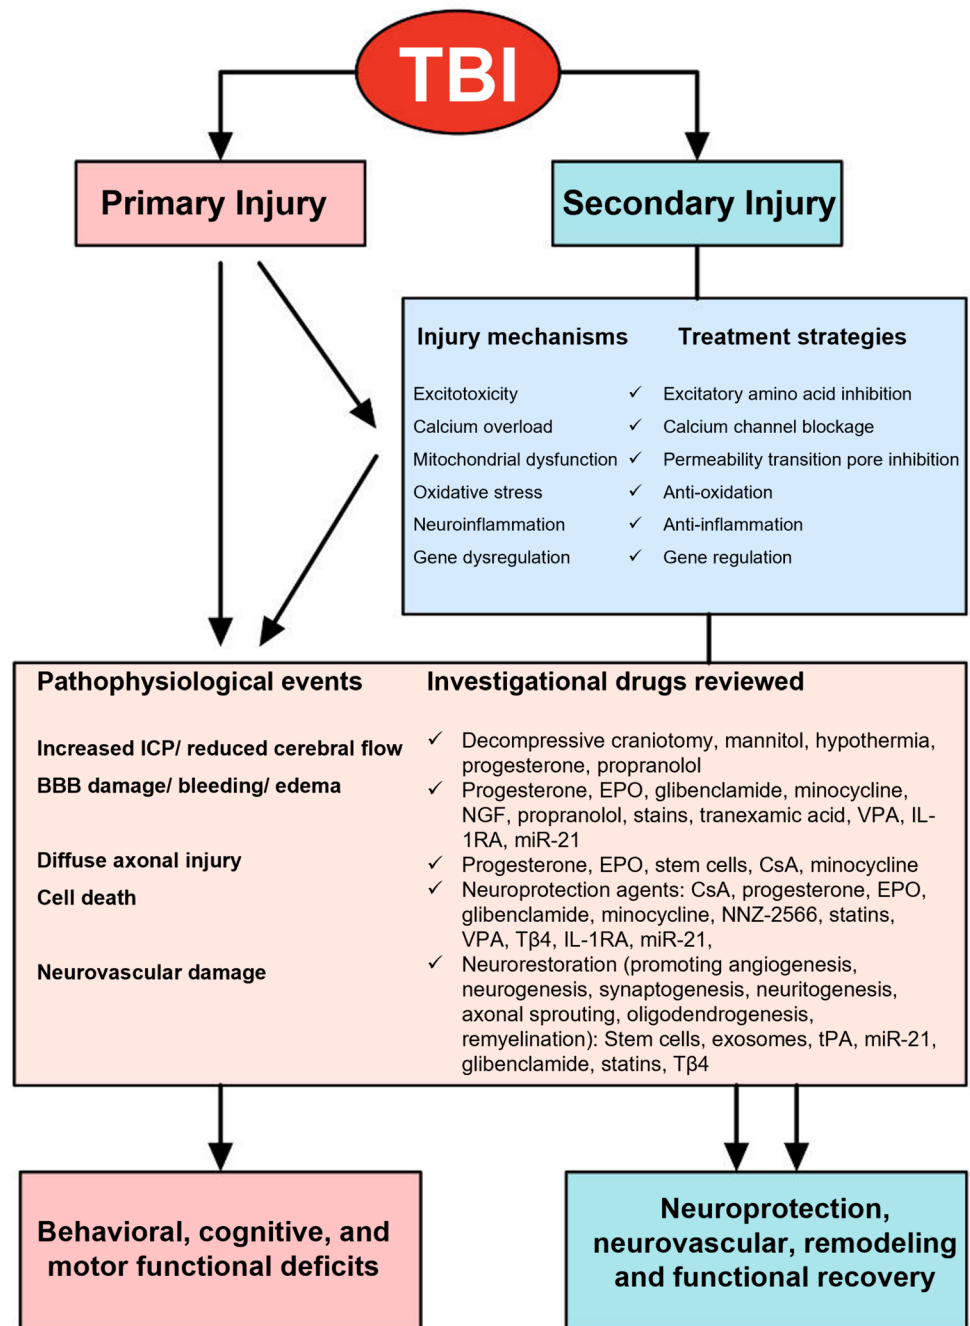 TBI
Primary Injury
Secondary Injury
Injury mechanisms
Treatment strategies
Excitotoxicity
✓ Excitatory amino acid inhibition
Calcium overload
✓ Calcium channel blockage
Mitochondrial dysfunction
✓ Permeability transition pore inhibition
Oxidative stress
✓ Anti-oxidation
Neuroinflammation
✓ Anti-inflammation
Gene dysregulation
✓ Gene regulation
Pathophysiological events
Investigational drugs reviewed
Increased ICP/ reduced cerebral flow
✓ Decompressive craniotomy, mannitol, hypothermia,
progesterone, propranolol
BBB damage/ bleeding/ edema
✓ Progesterone, EPO, glibenclamide, minocycline,
NGF, propranolol, stains, tranexamic acid, VPA, IL-
1RA, miR-21
Diffuse axonal injury
✓ Progesterone, EPO, stem cells, CsA, minocycline
Cell death
✓ Neuroprotection agents: CsA, progesterone, EPO,
glibenclamide, minocycline, NNZ-2566, statins,
VPA, Tβ4, IL-1RA, miR-21,
Neurovascular damage
✓ Neurorestoration (promoting angiogenesis,
neurogenesis, synaptogenesis, neuritogenesis,
axonal sprouting, oligodendrogenesis,
remyelination): Stem cells, exosomes, tPA, miR-21,
glibenclamide, statins, Tβ4
Behavioral, cognitive, and
motor functional deficits
Neuroprotection,
neurovascular, remodeling
and functional recovery